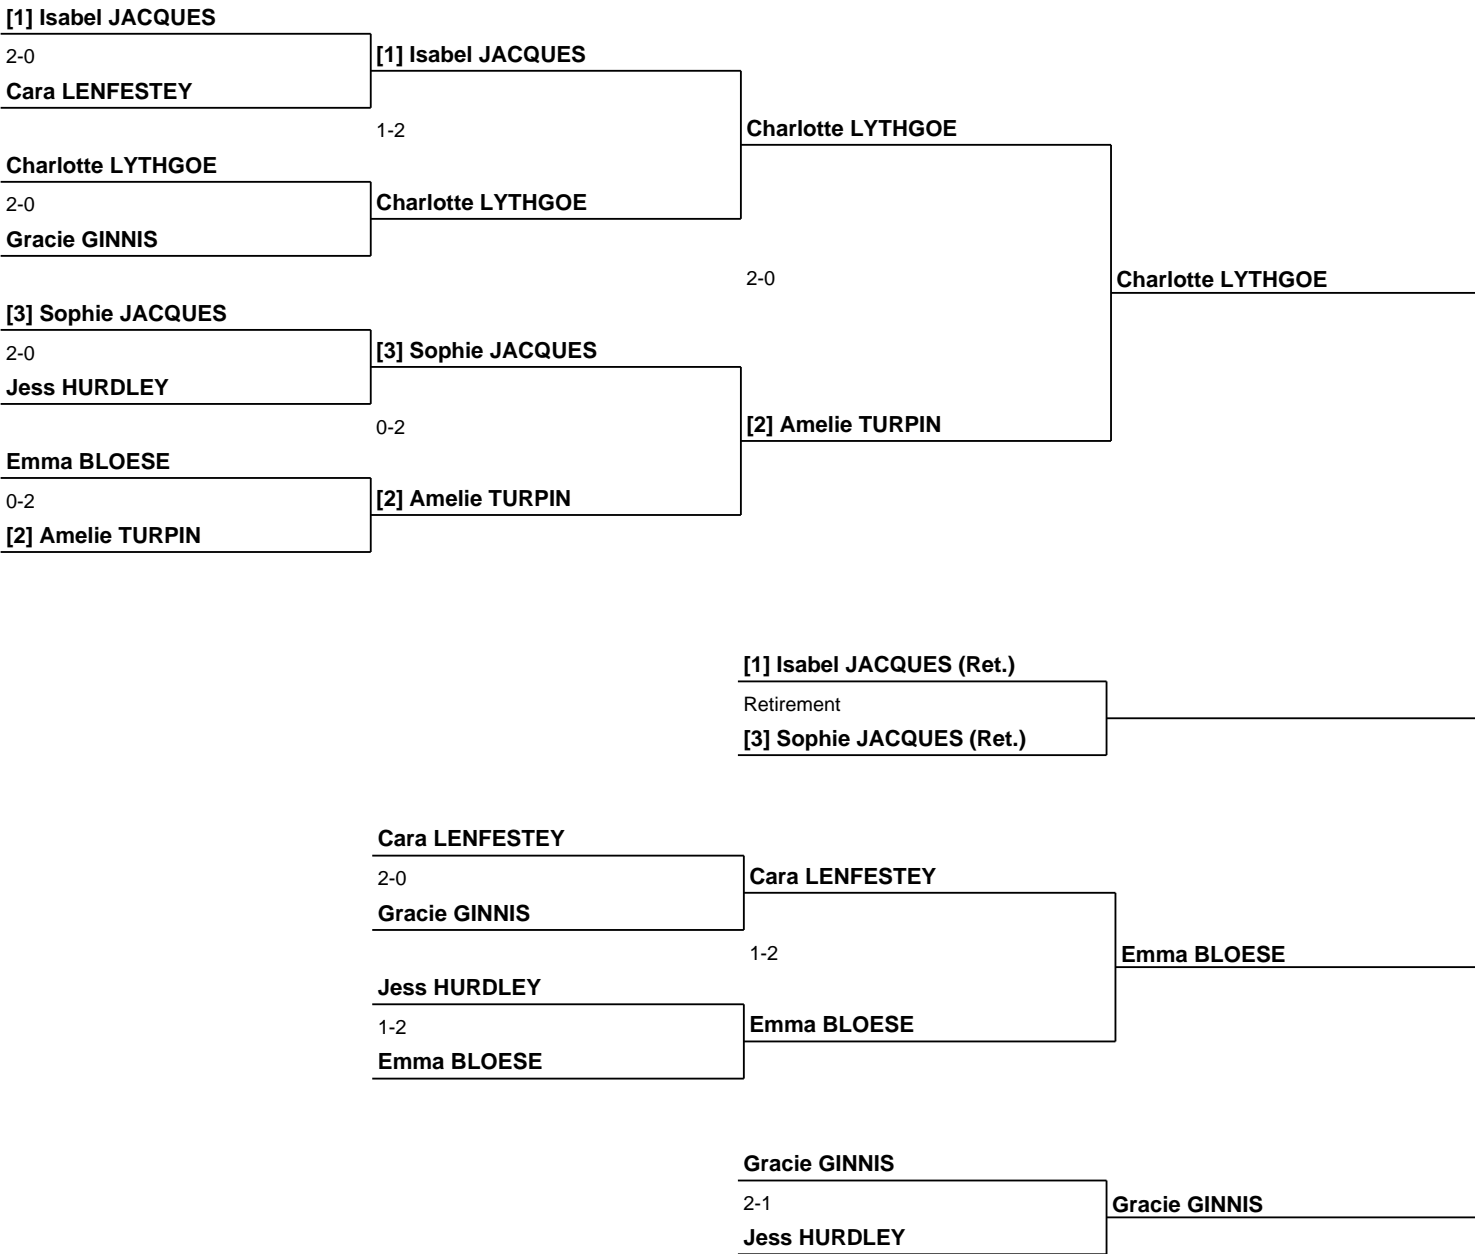 [1] Isabel JACQUES
2-0
Cara LENFESTEY
[1] Isabel JACQUES
1-2
Charlotte LYTHGOE
Charlotte LYTHGOE
2-0
Gracie GINNIS
Charlotte LYTHGOE
2-0
Charlotte LYTHGOE
[3] Sophie JACQUES
2-0
Jess HURDLEY
[3] Sophie JACQUES
0-2
[2] Amelie TURPIN
Emma BLOESE
0-2
[2] Amelie TURPIN
[2] Amelie TURPIN
[1] Isabel JACQUES (Ret.)
Retirement
[3] Sophie JACQUES (Ret.)
Cara LENFESTEY
2-0
Gracie GINNIS
Cara LENFESTEY
1-2
Emma BLOESE
Jess HURDLEY
1-2
Emma BLOESE
Emma BLOESE
Gracie GINNIS
2-1
Jess HURDLEY
Gracie GINNIS